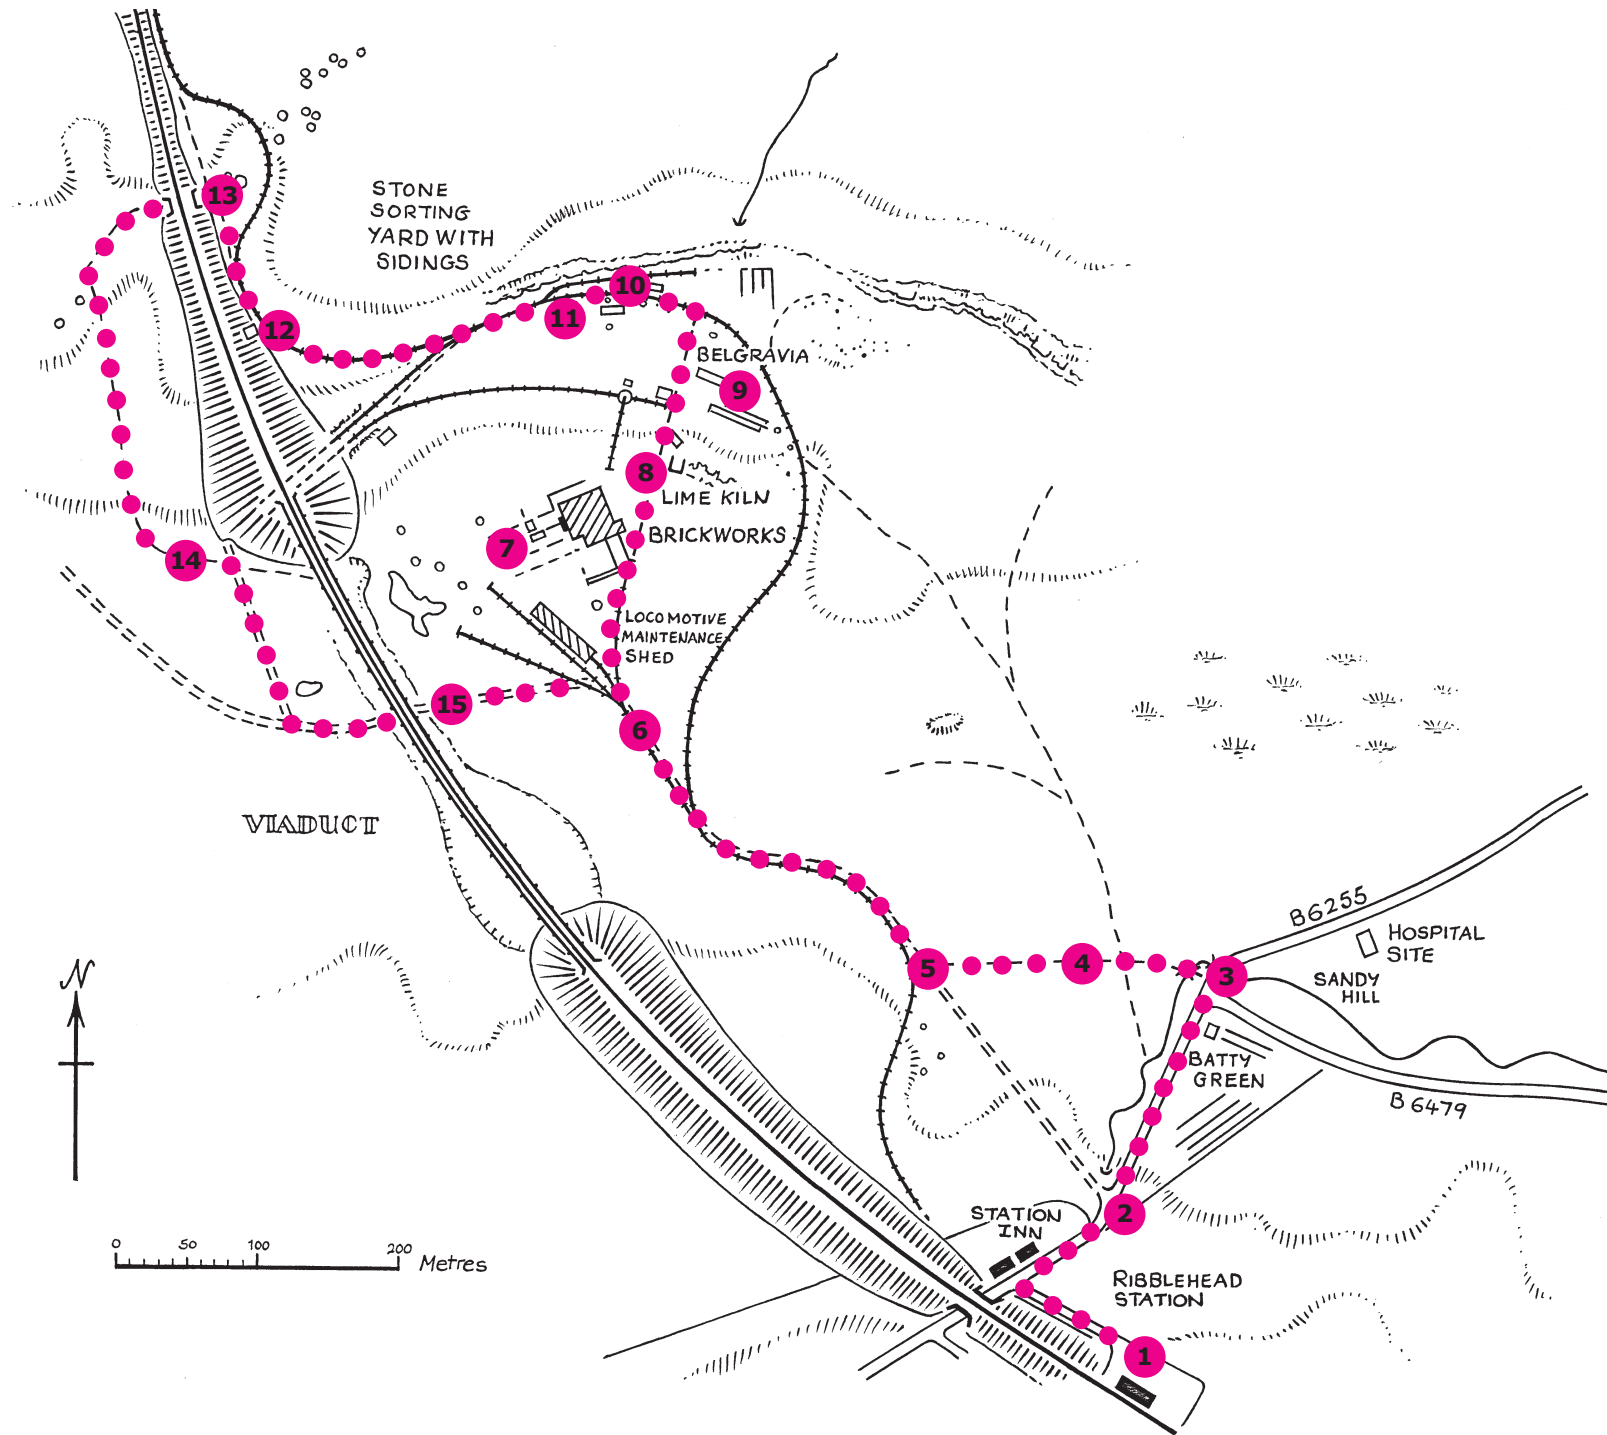 13
STONE
SORTING
YARD WITH
SIDINGS
10
11
12
BELGRAVIA
9
8
LIME KILN
7
BRICKWORKS
14
LOCOMOTIVE
MAINTENANCE
SHED
15
6
VIADUCT
B6255
HOSPITAL
SITE
5
4
3
SANDY
HILL
N
BATTY
GREEN
B6479
2
STATION
INN
0 50 100 200 Metres
RIBBLEHEAD
STATION
1